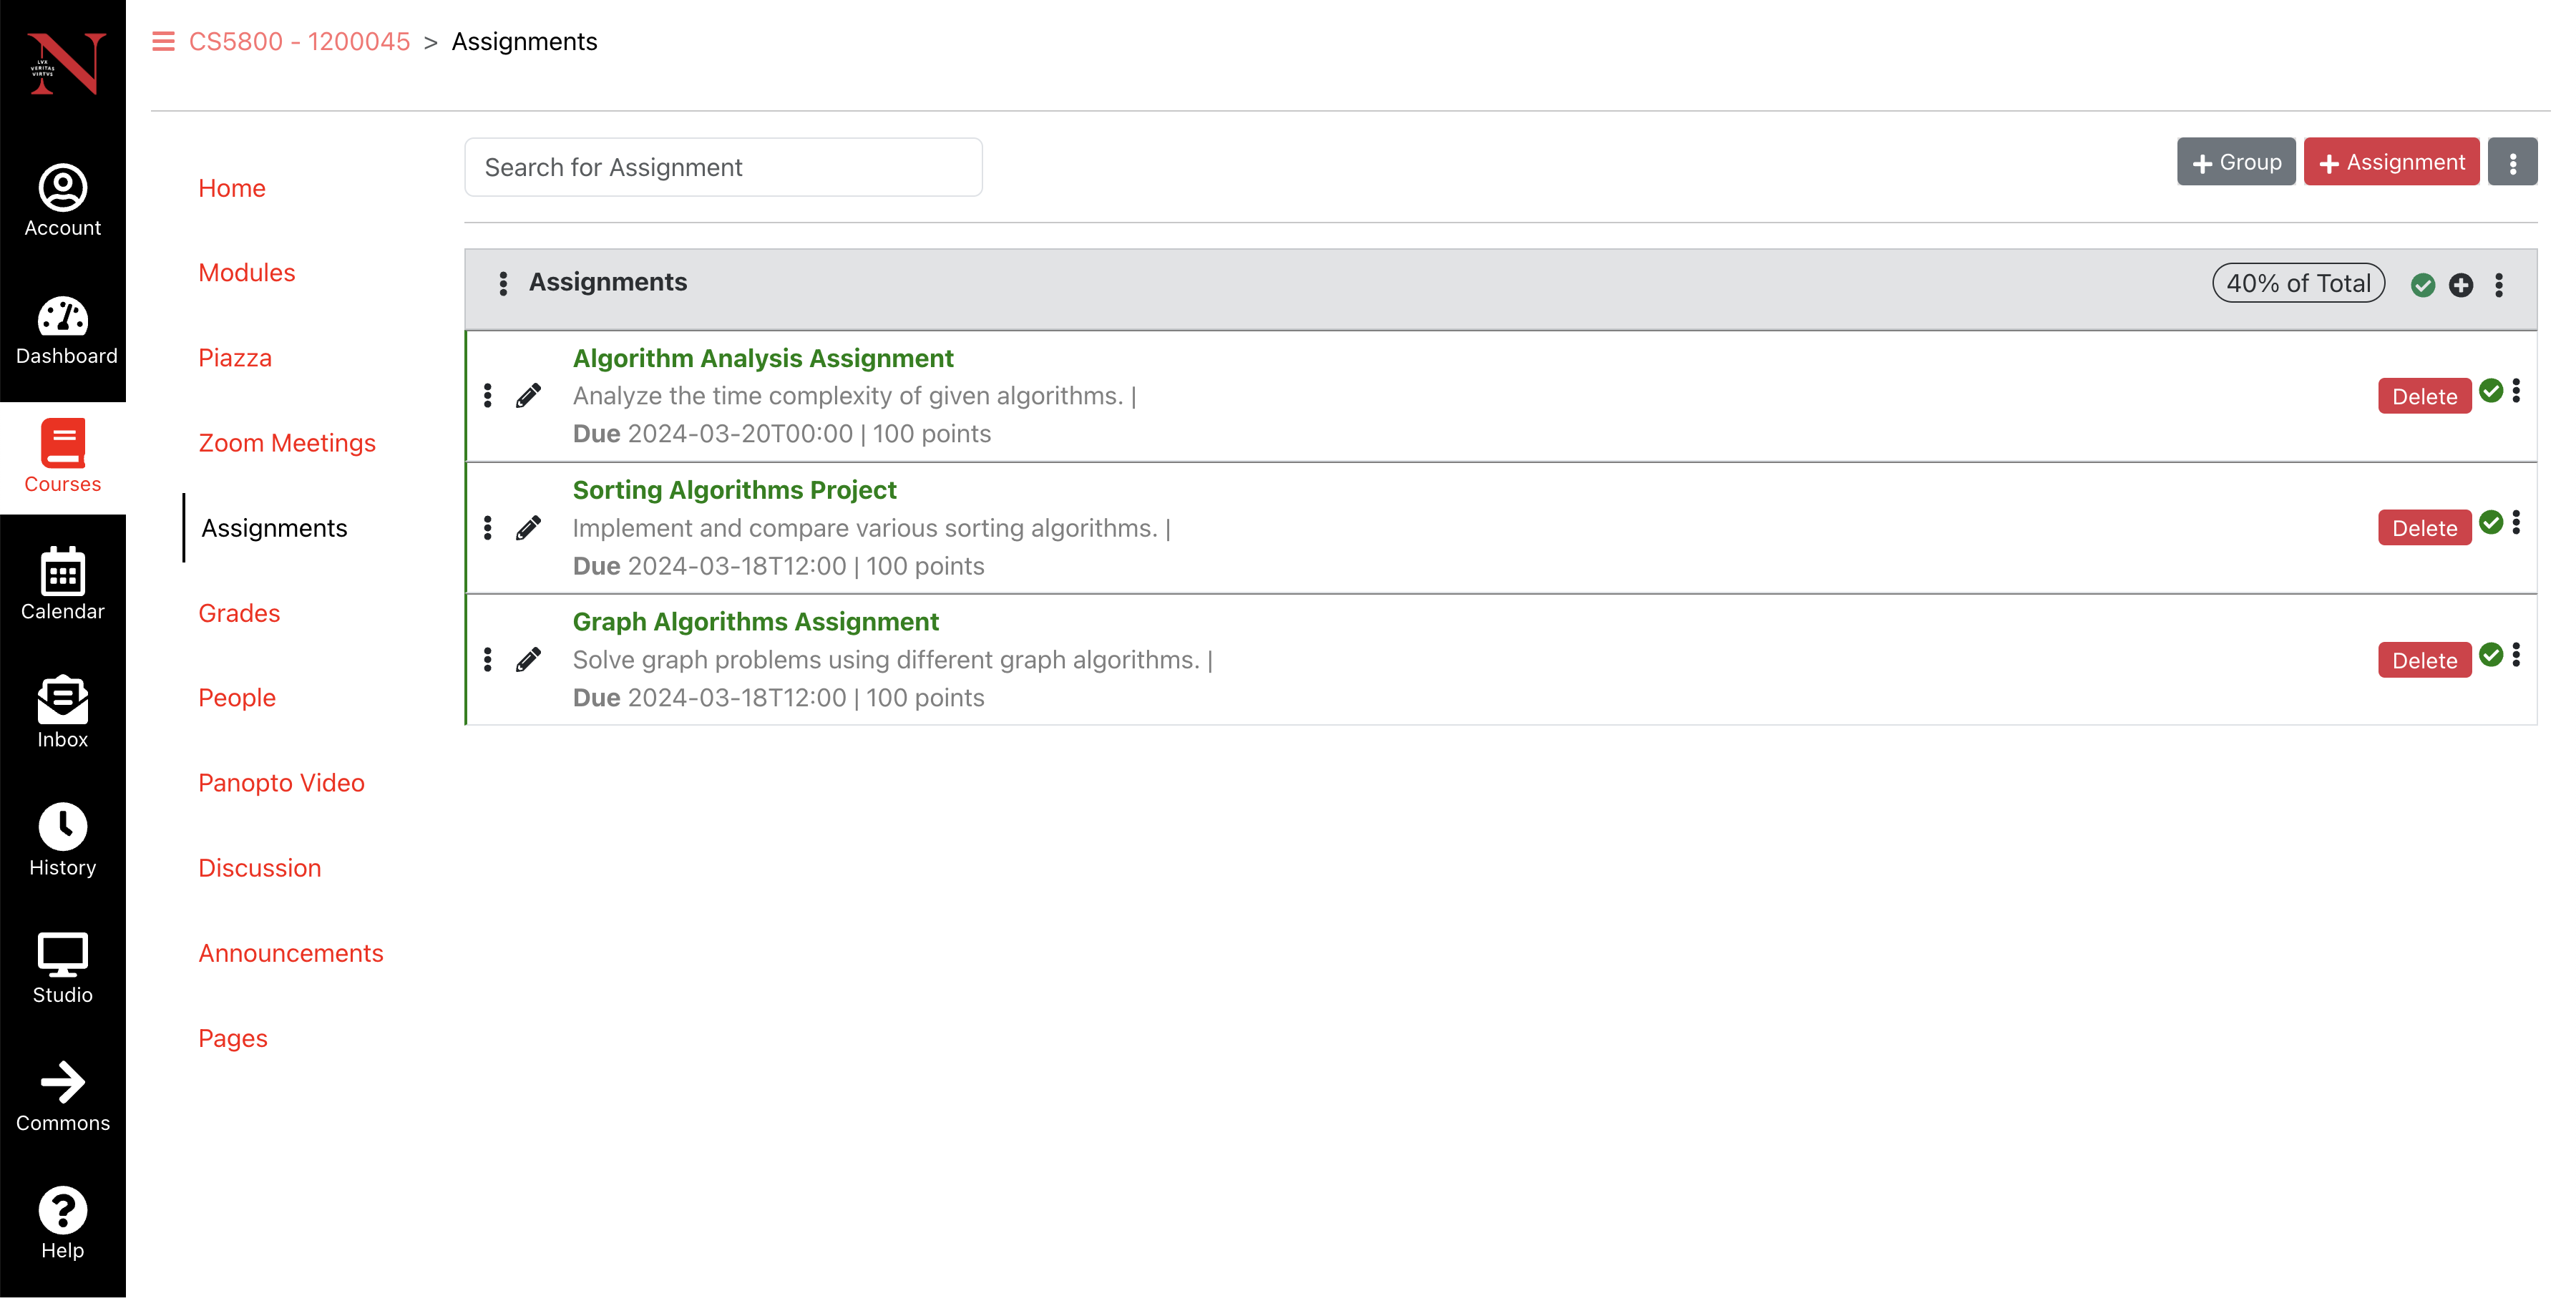 LVX
VERITAS
VIRTVS
Account
Dashboard
Courses
Calendar
Inbox
History
Studio
Commons
Help
CS5800 - 1200045 > Assignments
Home
Modules
Piazza
Zoom Meetings
Assignments
Grades
People
Panopto Video
Discussion
Announcements
Pages
Search for Assignment
Group
Assignment
Assignments
40% of Total
Algorithm Analysis Assignment
Analyze the time complexity of given algorithms. |
Due 2024-03-20T00:00 | 100 points
Delete
Sorting Algorithms Project
Implement and compare various sorting algorithms. |
Due 2024-03-18T12:00 | 100 points
Delete
Graph Algorithms Assignment
Solve graph problems using different graph algorithms. |
Due 2024-03-18T12:00 | 100 points
Delete